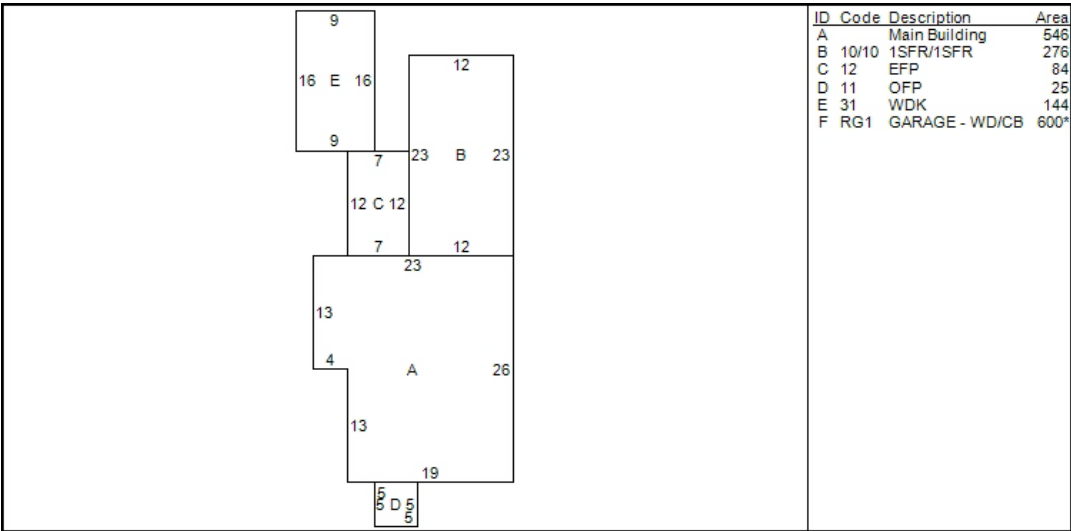 9
16 E 16
9
12
23 B 23
12
7
12 C 12
7
23
13
4
A
26
13
19
5
5 D 5
5
ID Code Description Area
A Main Building 546
B 10/10 1SFR/1SFR 276
C 12 EFP 84
D 11 OFP 25
E 31 WDK 144
F RG1 GARAGE - WD/CB 600*